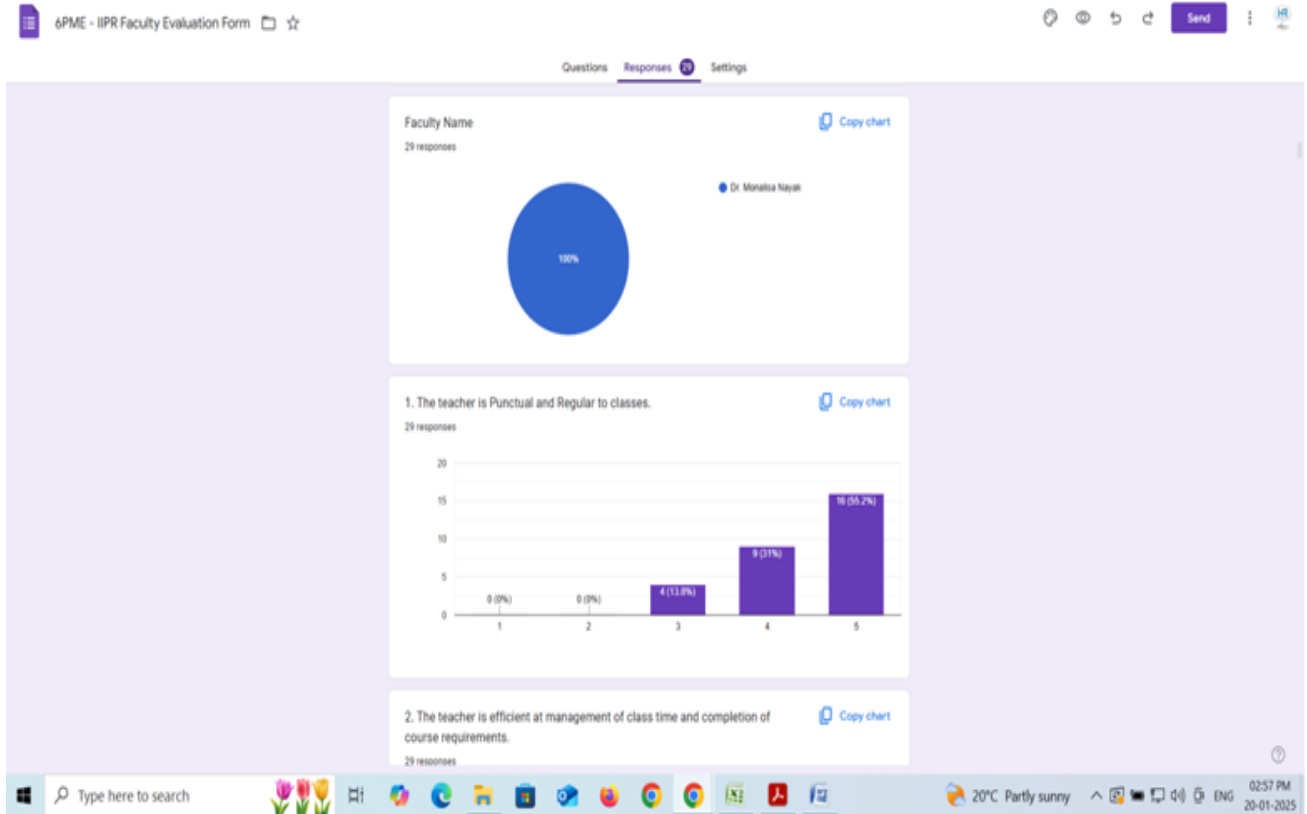 6PME - IIPR Faculty Evaluation Form
Send
HR
Questions Responses 29 Settings
Faculty Name
Copy chart
29 responses
Dr. Monalisa Nayak
100%
1. The teacher is Punctual and Regular to classes.
Copy chart
29 responses
20
15
10
5
0
0 (0%)
0 (0%)
4 (13.8%)
9 (31%)
16 (55.2%)
1 2 3 4 5
2. The teacher is efficient at management of class time and completion of
course requirements.
Copy chart
29 responses
Type here to search
20°C Partly sunny
ENG
02:57 PM
20-01-2025